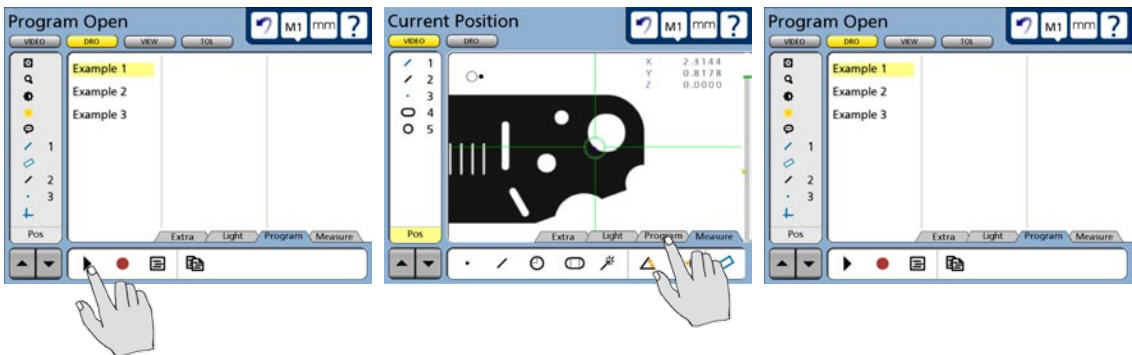 Program Open
M1 mm ?
VIDEO DRO VIEW TOL
Example 1
Example 2
Example 3
1
2
3
Pos
Extra Light Program Measure
Current Position
M1 mm ?
VIDEO DRO
1
2
3
4
5
X 2.3144
Y 0.8178
Z 0.0000
Pos
Extra Light Program Measure
Program Open
M1 mm ?
VIDEO DRO VIEW TOL
Example 1
Example 2
Example 3
1
2
3
Pos
Extra Light Program Measure